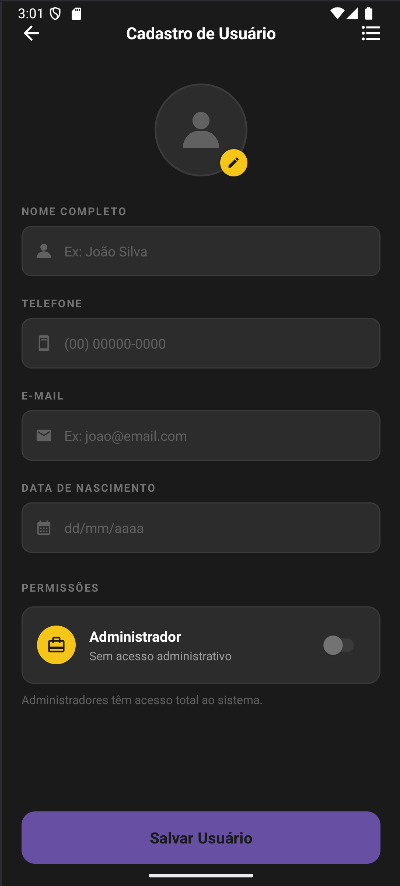 3:01
Cadastro de Usuário
NOME COMPLETO
Ex: João Silva
TELEFONE
(00) 00000-0000
E-MAIL
Ex: joao@email.com
DATA DE NASCIMENTO
dd/mm/aaaa
PERMISSÕES
Administrador
Sem acesso administrativo
Administradores têm acesso total ao sistema.
Salvar Usuário